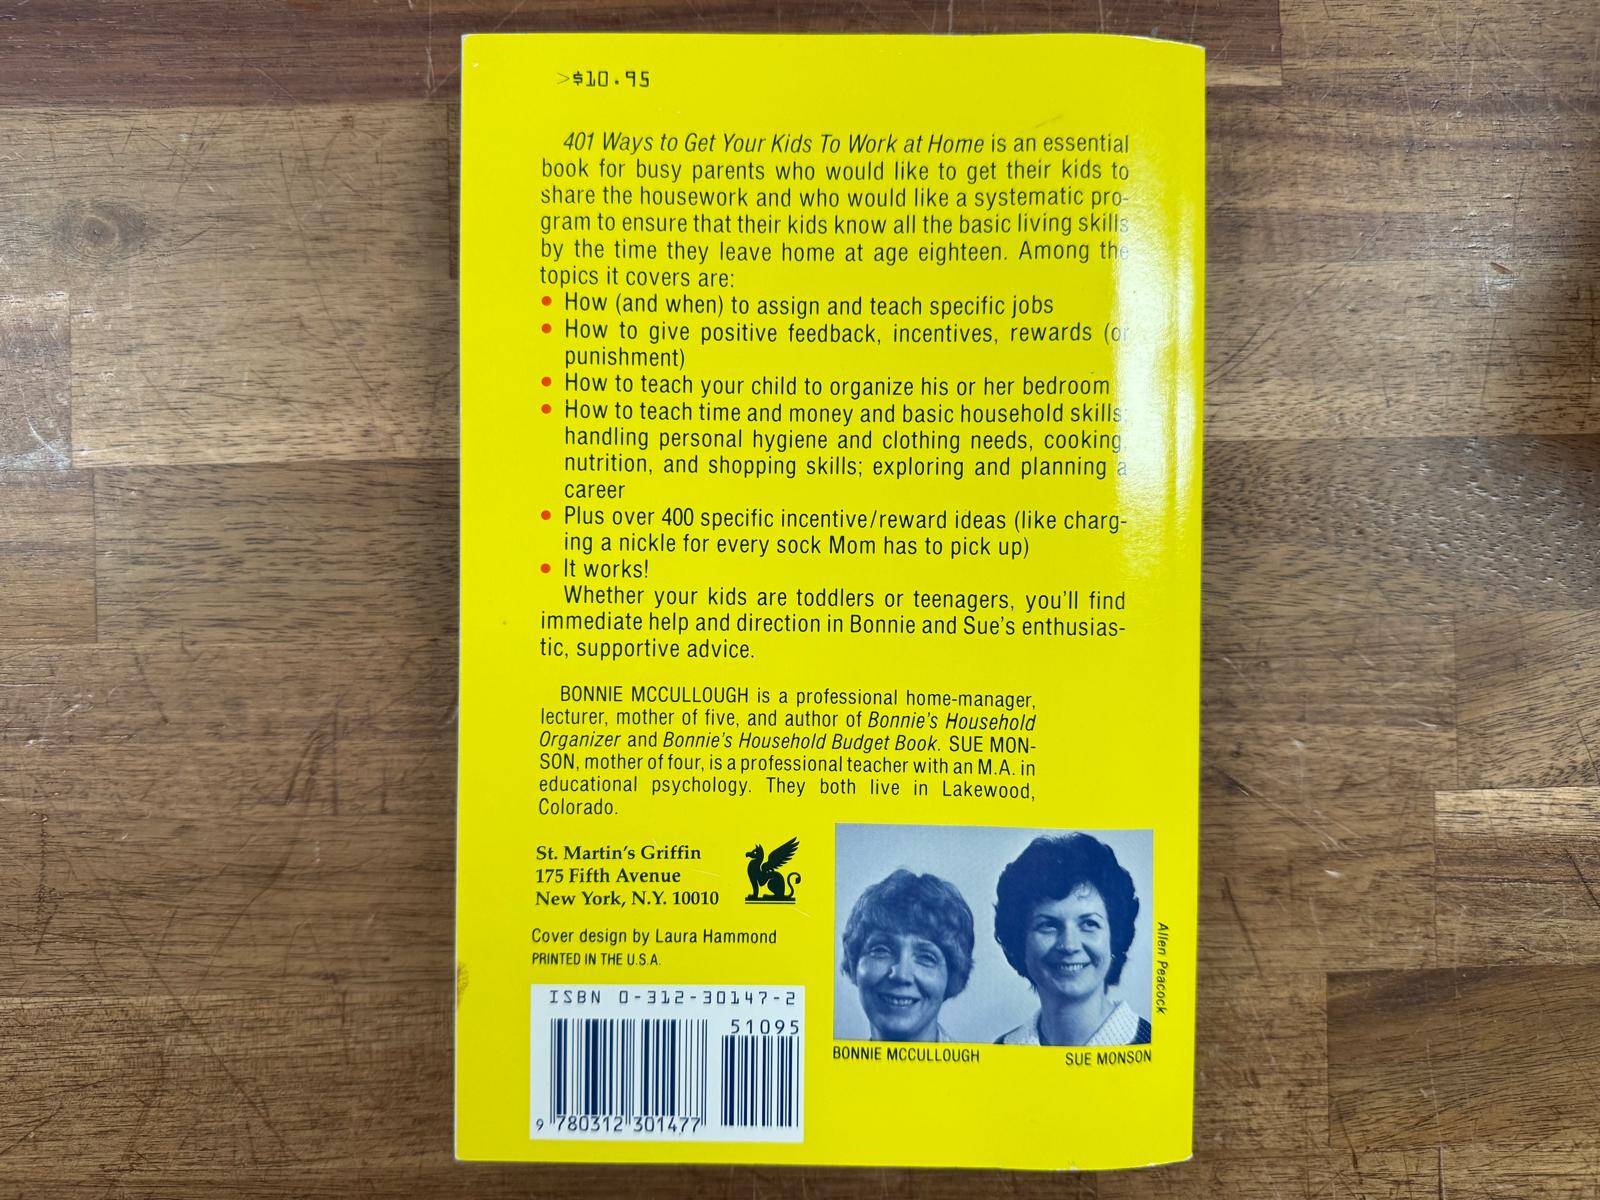 >$10.95
401 Ways to Get Your Kids To Work at Home is an essential
book for busy parents who would like to get their kids to
share the housework and who would like a systematic pro-
gram to ensure that their kids know all the basic living skills
by the time they leave home at age eighteen. Among the
topics it covers are:
• How (and when) to assign and teach specific jobs
• How to give positive feedback, incentives, rewards (or
punishment)
• How to teach your child to organize his or her bedroom
• How to teach time and money and basic household skills;
handling personal hygiene and clothing needs, cooking,
nutrition, and shopping skills; exploring and planning a
career
• Plus over 400 specific incentive/reward ideas (like charg-
ing a nickle for every sock Mom has to pick up)
• It works!
Whether your kids are toddlers or teenagers, you'll find
immediate help and direction in Bonnie and Sue's enthusias-
tic, supportive advice.
BONNIE MCCULLOUGH is a professional home-manager,
lecturer, mother of five, and author of Bonnie's Household
Organizer and Bonnie's Household Budget Book. SUE MON-
SON, mother of four, is a professional teacher with an M.A. in
educational psychology. They both live in Lakewood,
Colorado.
St. Martin's Griffin
175 Fifth Avenue
New York, N.Y. 10010
Cover design by Laura Hammond
PRINTED IN THE U.S.A.
ISBN 0-312-30147-2
51095
9 780312 301477
Allen Peacock
BONNIE MCCULLOUGH
SUE MONSON